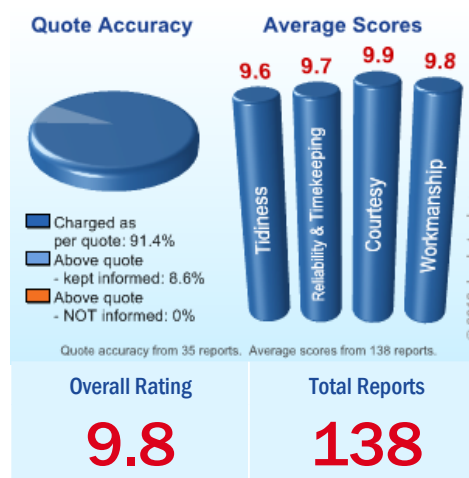 Quote Accuracy
Average Scores
9.6
9.7
9.9
9.8
Tidiness
Reliability & Timekeeping
Courtesy
Workmanship
Charged as
per quote: 91.4%
Above quote
- kept informed: 8.6%
Above quote
- NOT informed: 0%
Quote accuracy from 35 reports. Average scores from 138 reports.
Overall Rating
Total Reports
9.8
138